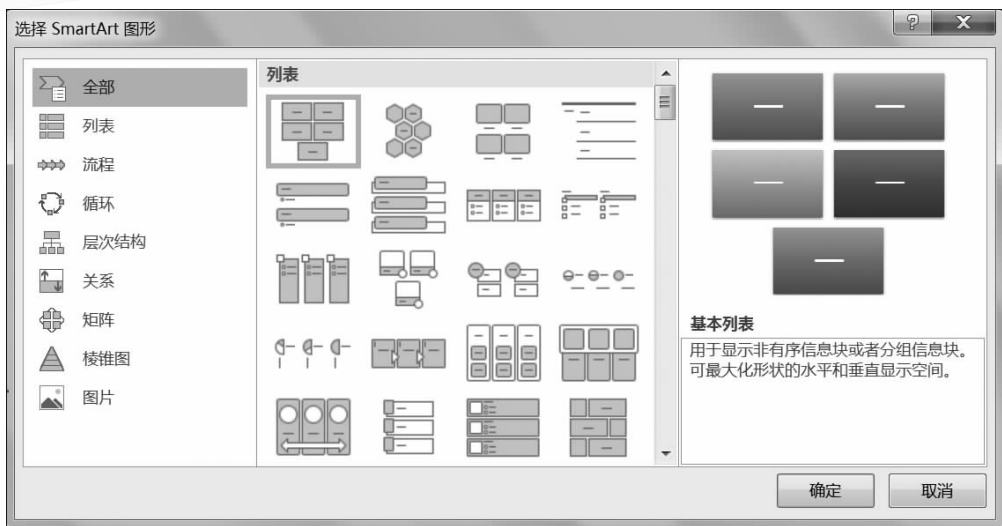 选择 SmartArt 图形
全部
列表
流程
循环
层次结构
关系
矩阵
棱锥图
图片
列表
基本列表
用于显示非有序信息块或者分组信息块。
可最大化形状的水平和垂直显示空间。
确定
取消